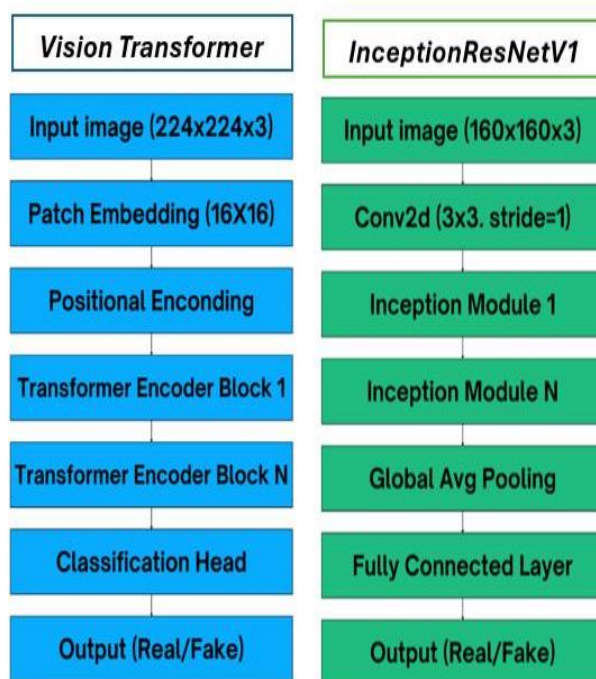 Vision Transformer
Input image (224x224x3)
Patch Embedding (16X16)
Positional Enconding
Transformer Encoder Block 1
Transformer Encoder Block N
Classification Head
Output (Real/Fake)
InceptionResNetV1
Input image (160x160x3)
Conv2d (3x3. stride=1)
Inception Module 1
Inception Module N
Global Avg Pooling
Fully Connected Layer
Output (Real/Fake)